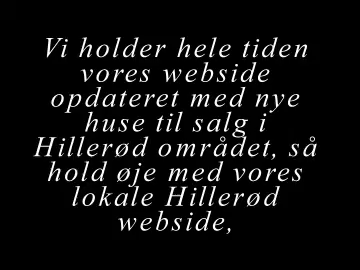 Vi holder hele tiden
vores webside
opdateret med nye
huse til salg i
Hillerød området, så
hold øje med vores
lokale Hillerød
webside,